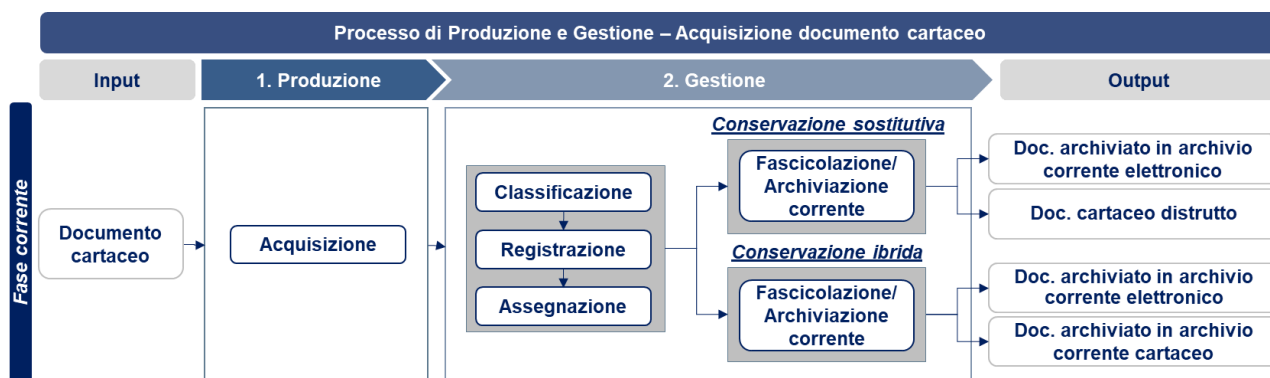 Processo di Produzione e Gestione – Acquisizione documento cartaceo
Input
1. Produzione
2. Gestione
Output
Fase corrente
Documento
cartaceo
Acquisizione
Classificazione
Registrazione
Assegnazione
Conservazione sostitutiva
Fascicolazione/
Archiviazione
corrente
Conservazione ibrida
Fascicolazione/
Archiviazione
corrente
Doc. archiviato in archivio
corrente elettronico
Doc. cartaceo distrutto
Doc. archiviato in archivio
corrente elettronico
Doc. archiviato in archivio
corrente cartaceo